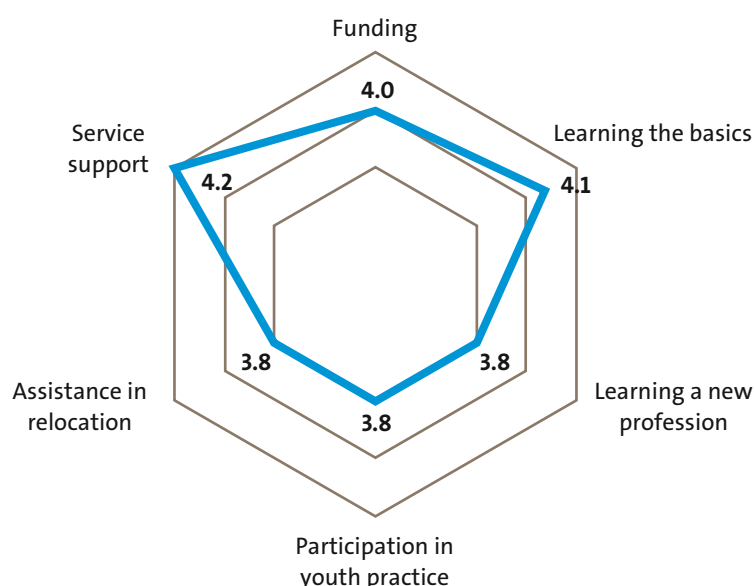 Funding
4.0
Service
support
Learning the basics
4.2
4.1
3.8
3.8
Assistance in
relocation
Learning a new
profession
3.8
Participation in
youth practice